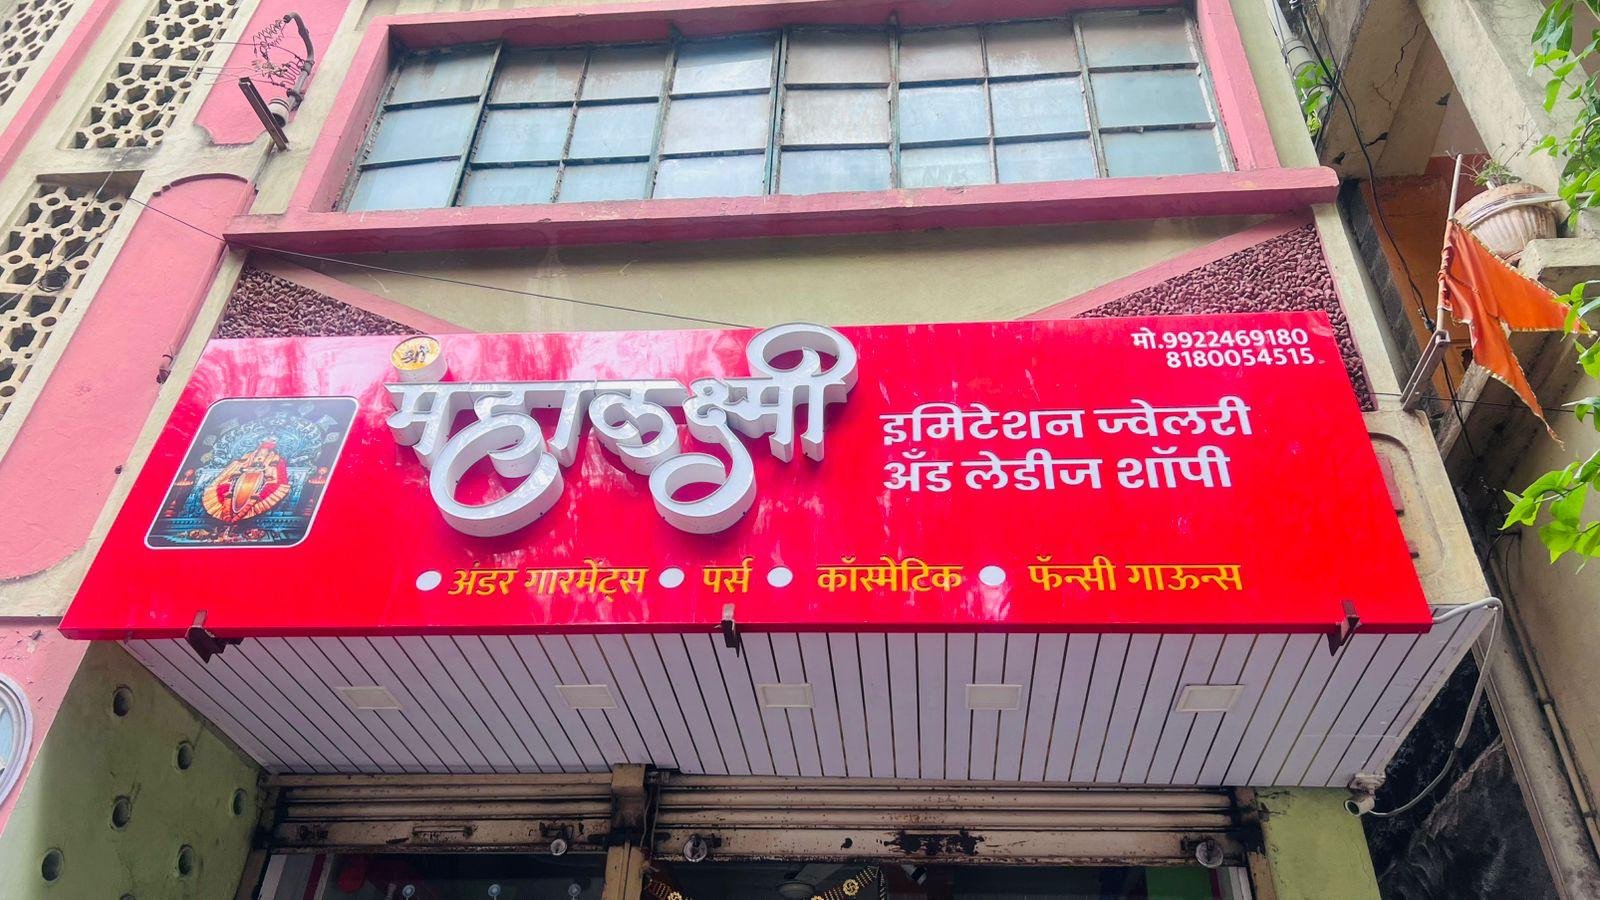 श्री
महालक्ष्मी
मो.9922469180
8180054515
इमिटेशन ज्वेलरी
अँड लेडीज शॉपी
अंडर गारमेंट्स पर्स कॉस्मेटिक फॅन्सी गाऊन्स